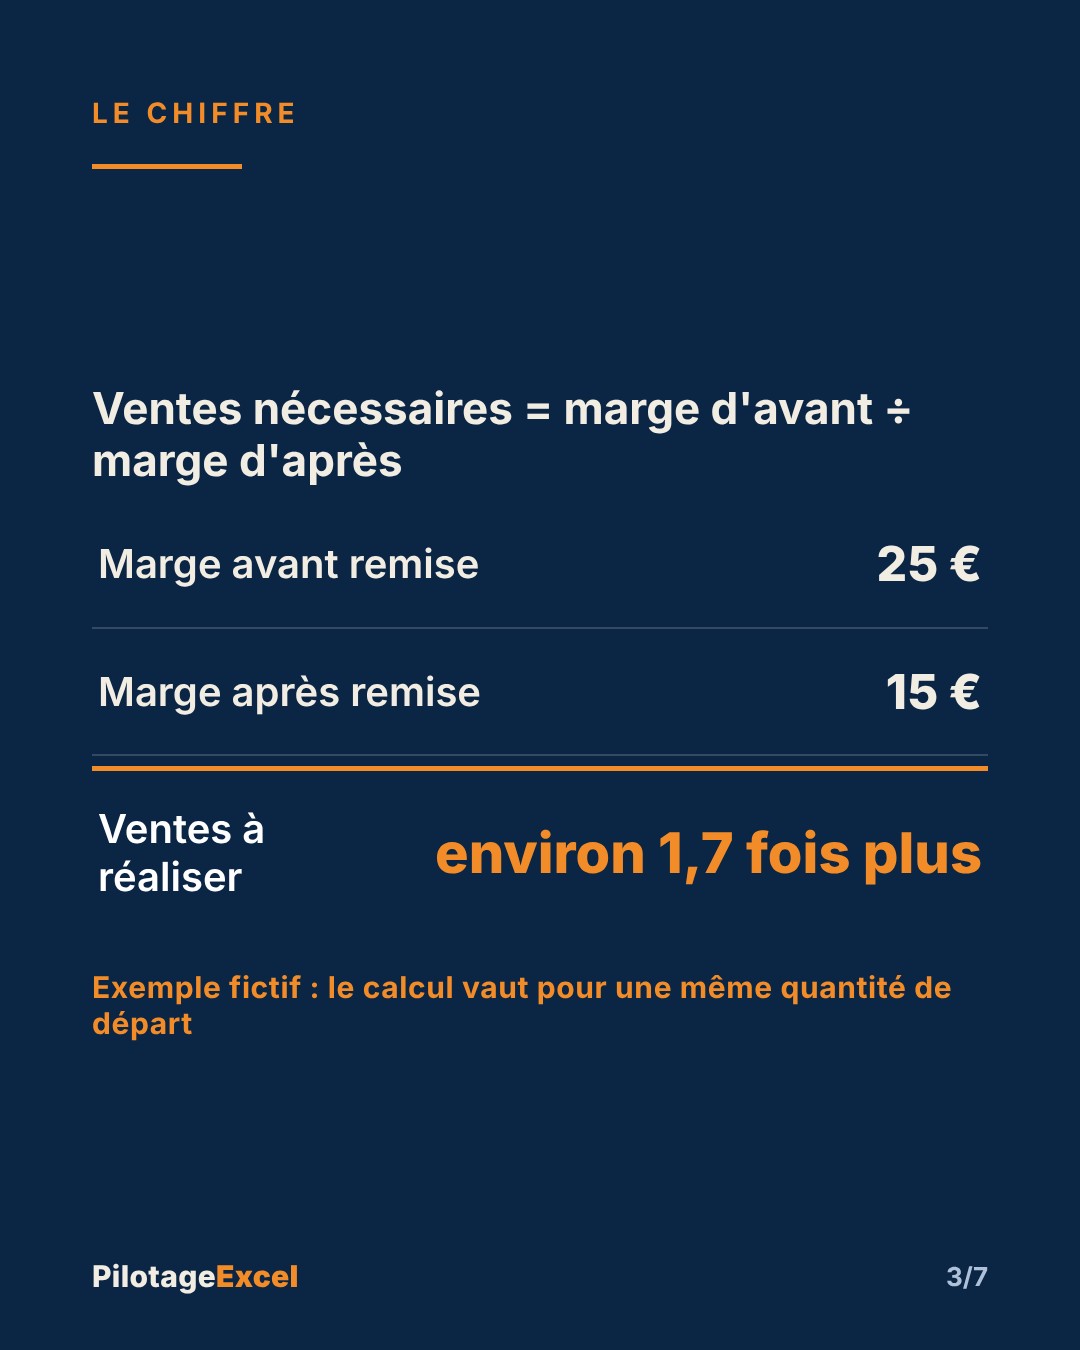 LE CHIFFRE
Ventes nécessaires = marge d'avant ÷
marge d'après
Marge avant remise 25 €
Marge après remise 15 €
Ventes à
réaliser
environ 1,7 fois plus
Exemple fictif : le calcul vaut pour une même quantité de
départ
PilotageExcel 3/7